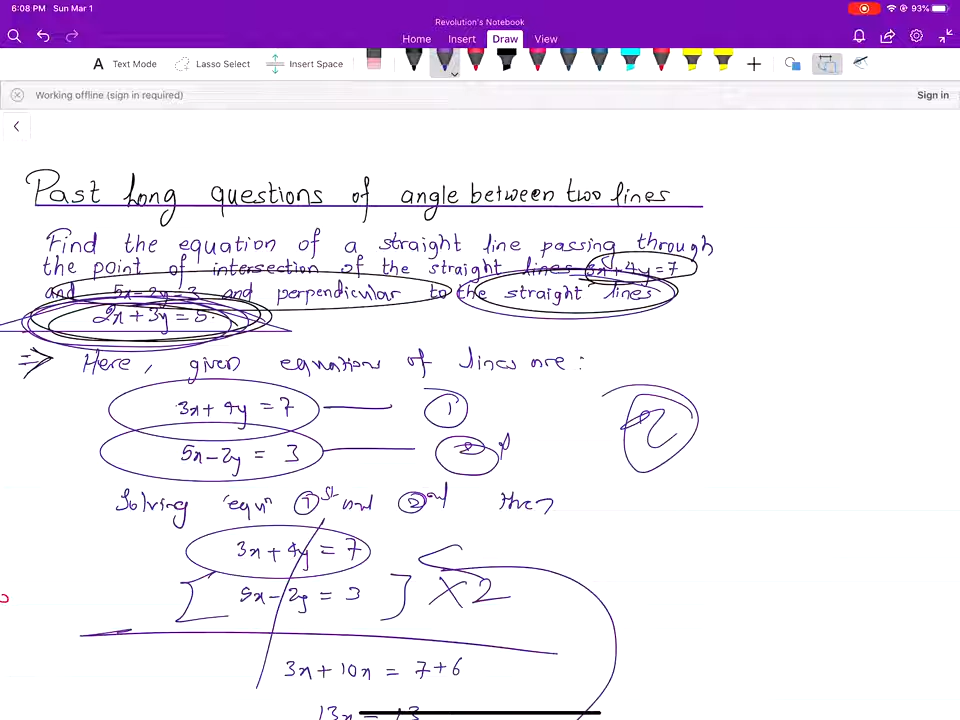 6:08 PM Sun Mar 1
93%
Revolution's Notebook
Home Insert Draw View
A Text Mode Lasso Select Insert Space
Working offline (sign in required) Sign in
Past Long questions of angle between two lines
Find the equation of a straight line passing through
the point of intersection of the straight lines 3x+4y=7
and 5x-2y=3 and perpendicular to the straight lines
2x+3y=5.
⇒ Here, given equations of lines are:
3x+4y=7 ①
5x-2y=3 ②
Solving equⁿ ①st and ②nd then
3x+4y=7
[5x-2y=3]×2
3x+10x=7+6
13x=13